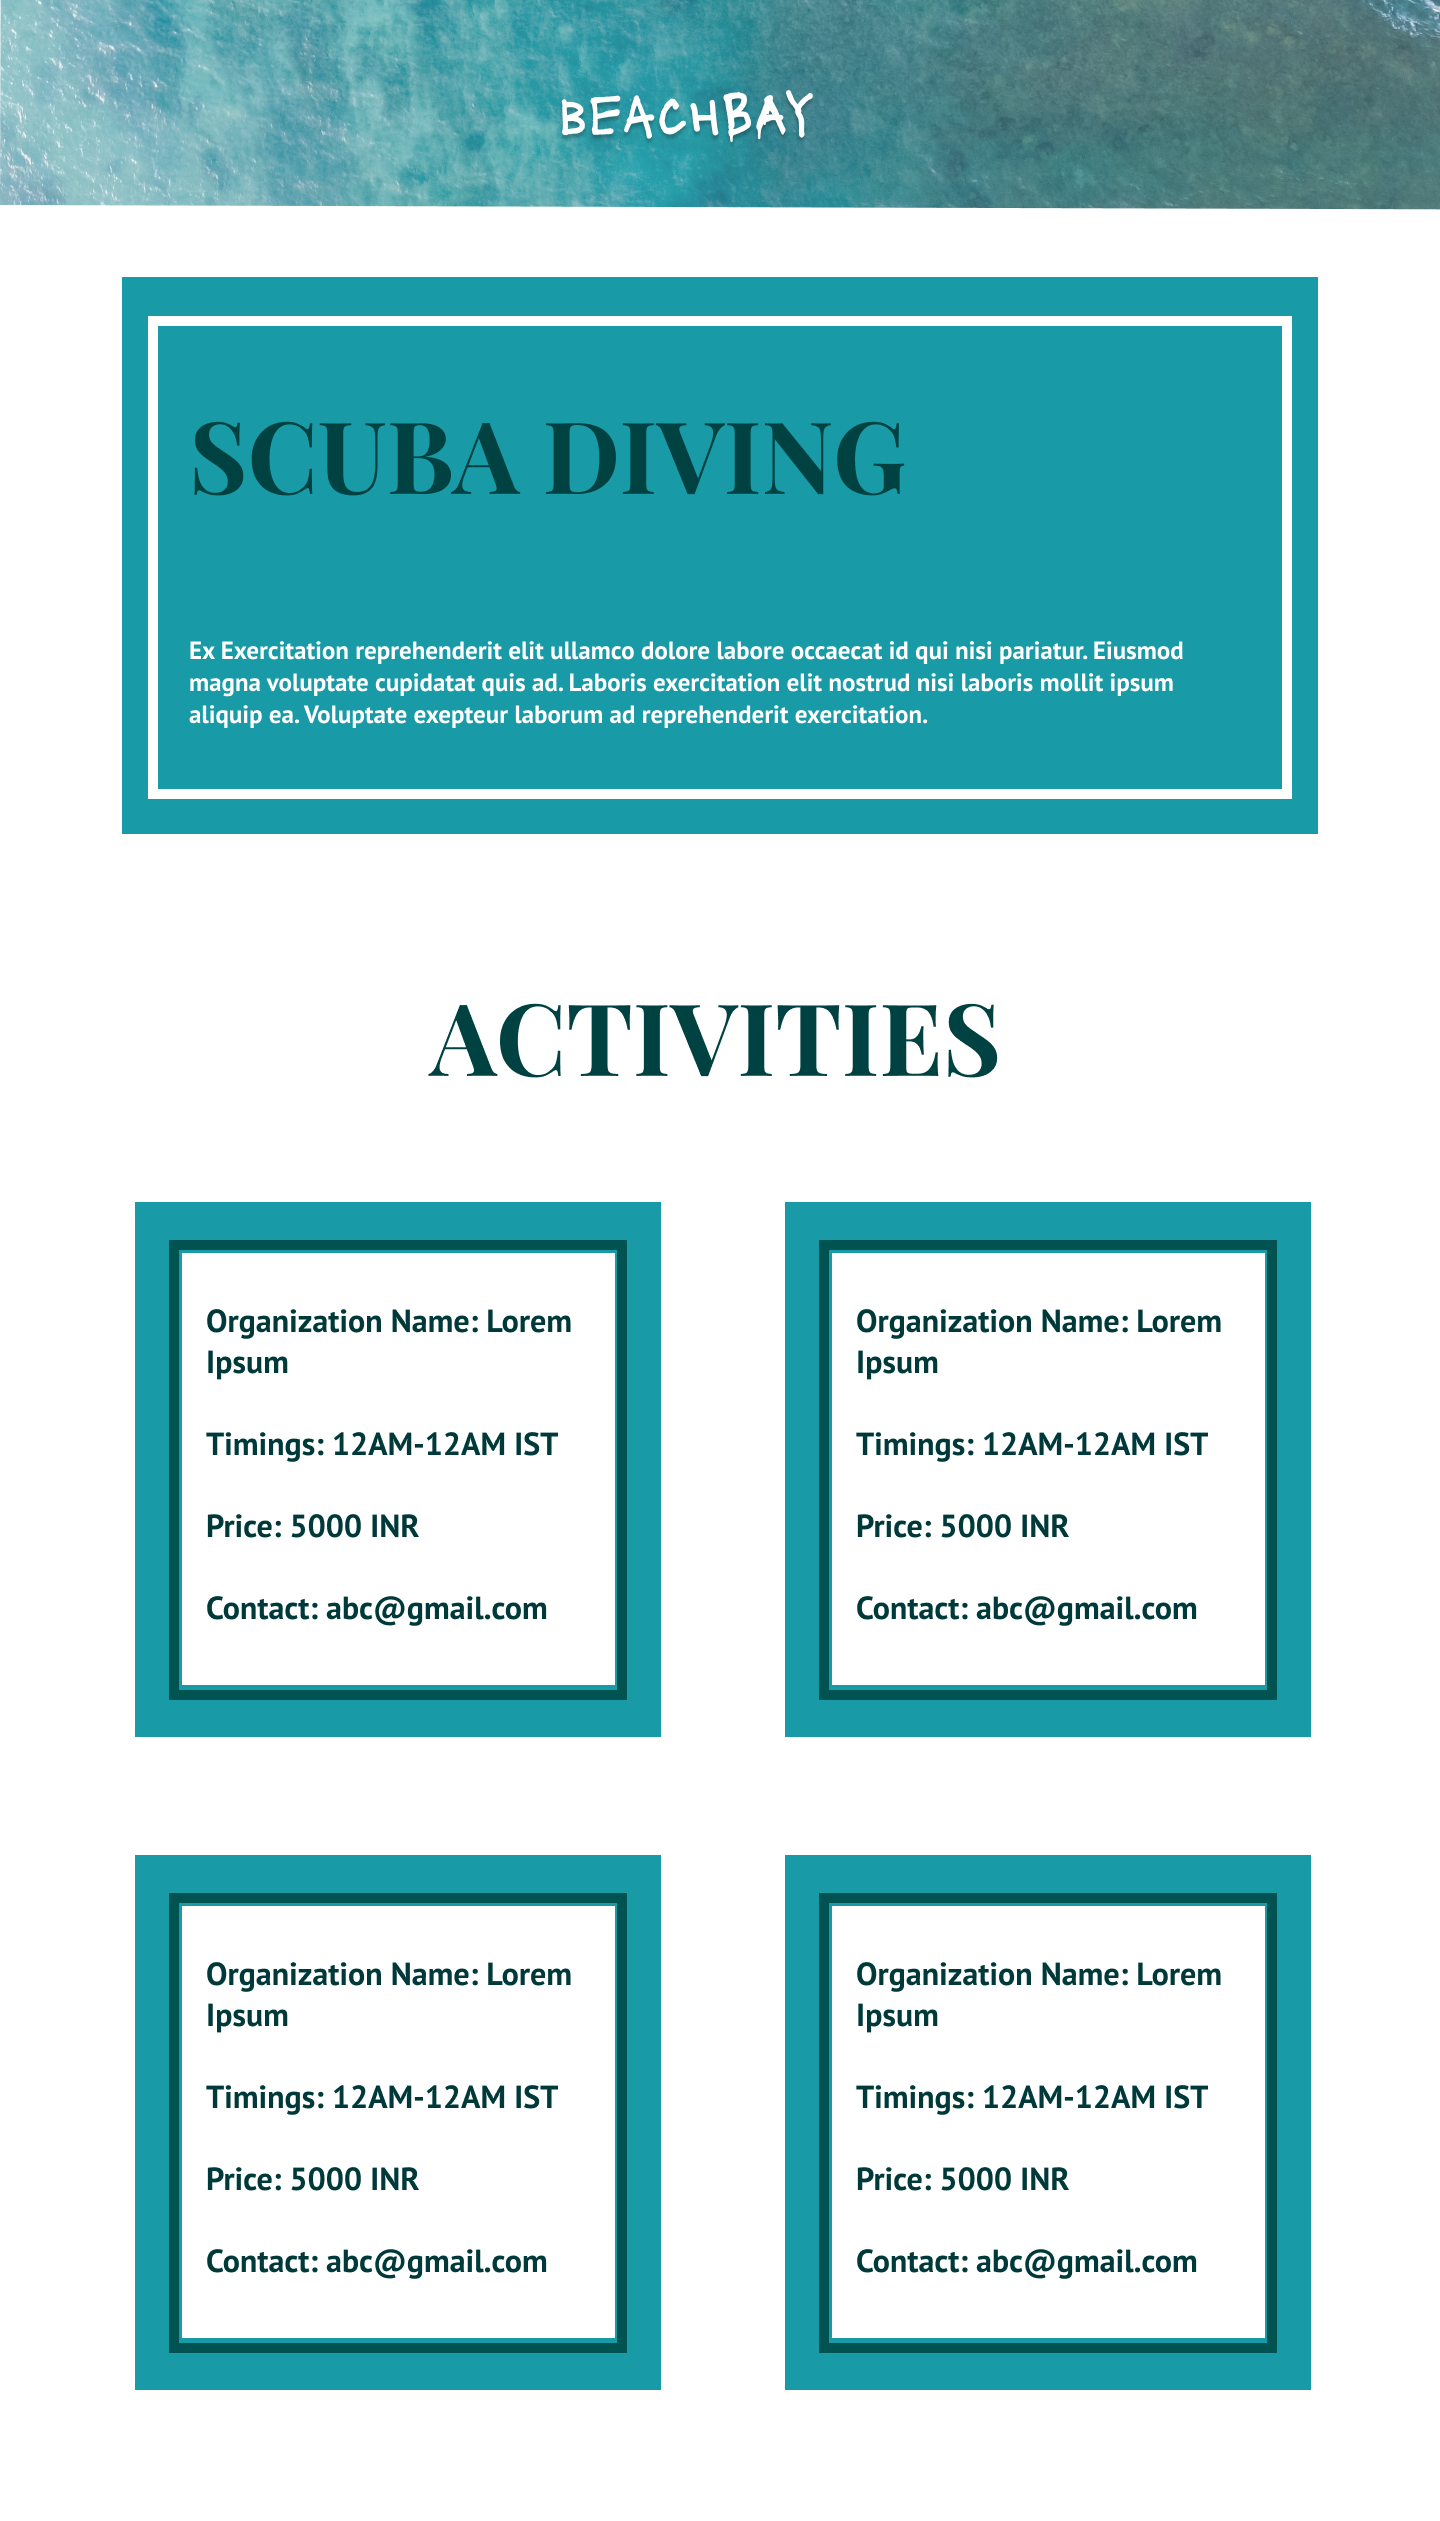 BEACHBAY
SCUBA DIVING
Ex Exercitation reprehenderit elit ullamco dolore labore occaecat id qui nisi pariatur. Eiusmod
magna voluptate cupidatat quis ad. Laboris exercitation elit nostrud nisi laboris mollit ipsum
aliquip ea. Voluptate exepteur laborum ad reprehenderit exercitation.
ACTIVITIES
Organization Name: Lorem
Ipsum
Timings: 12AM-12AM IST
Price: 5000 INR
Contact: abc@gmail.com
Organization Name: Lorem
Ipsum
Timings: 12AM-12AM IST
Price: 5000 INR
Contact: abc@gmail.com
Organization Name: Lorem
Ipsum
Timings: 12AM-12AM IST
Price: 5000 INR
Contact: abc@gmail.com
Organization Name: Lorem
Ipsum
Timings: 12AM-12AM IST
Price: 5000 INR
Contact: abc@gmail.com